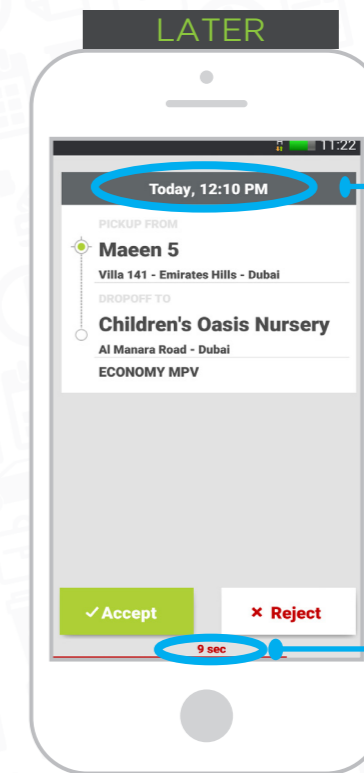 LATER
11:22
Today, 12:10 PM
PICKUP FROM
Maeen 5
Villa 141 - Emirates Hills - Dubai
DROPOFF TO
Children's Oasis Nursery
Al Manara Road - Dubai
ECONOMY MPV
✓Accept
× Reject
9 sec